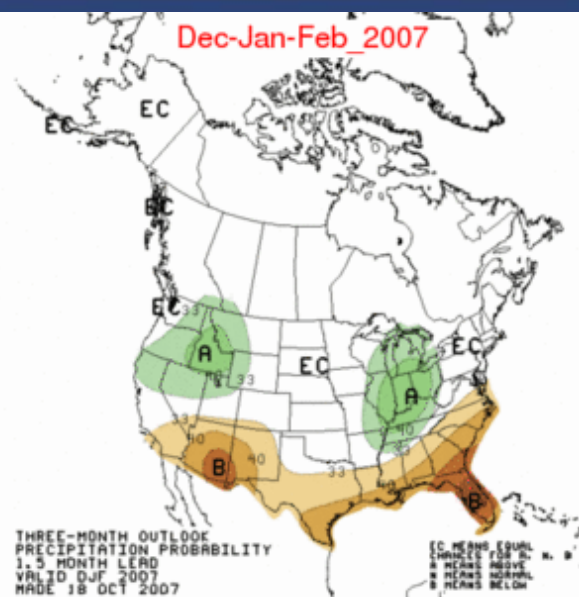 Dec-Jan-Feb_2007
EC
EC
EC
EC
33
A
33
EC
EC
A
33
40
40
B
40
33
40
B
THREE-MONTH OUTLOOK
PRECIPITATION PROBABILITY
1.5 MONTH LEAD
VALID DJF 2007
MADE 18 OCT 2007
EC MEANS EQUAL
CHANCES FOR A, N, B
A MEANS ABOVE
N MEANS NORMAL
B MEANS BELOW